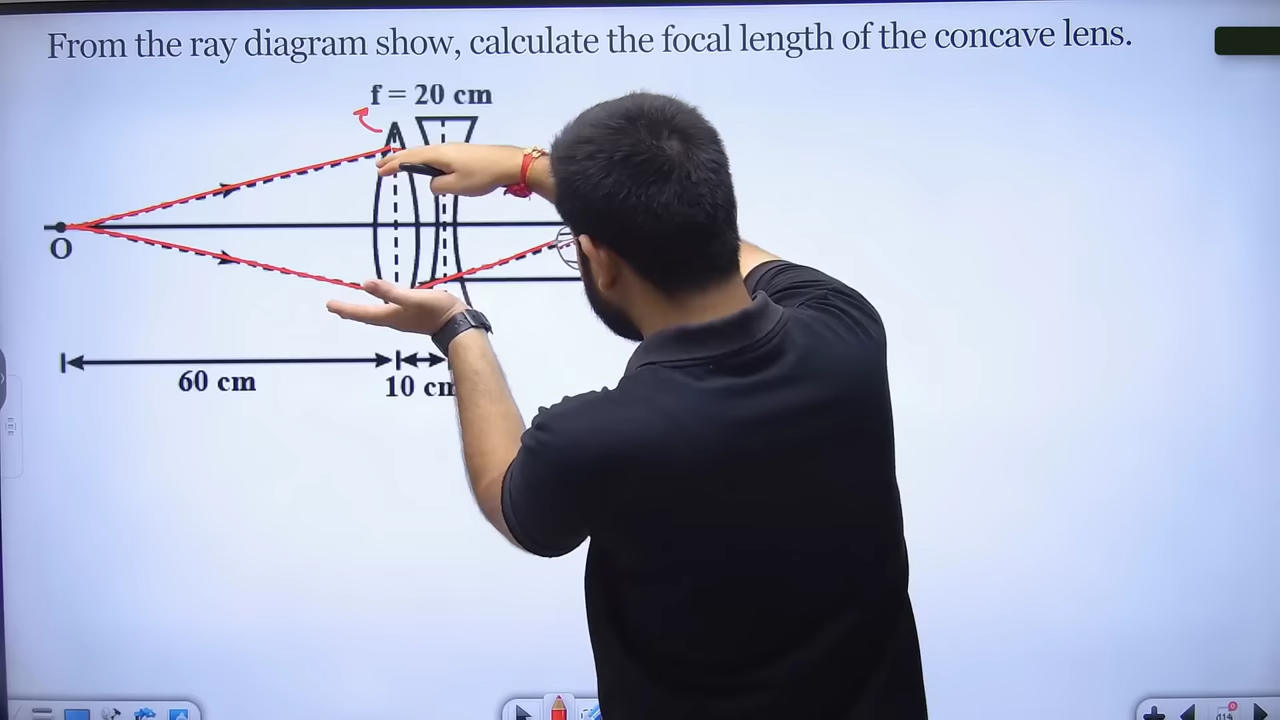 From the ray diagram show, calculate the focal length of the concave lens.
f = 20 cm
O
60 cm
10